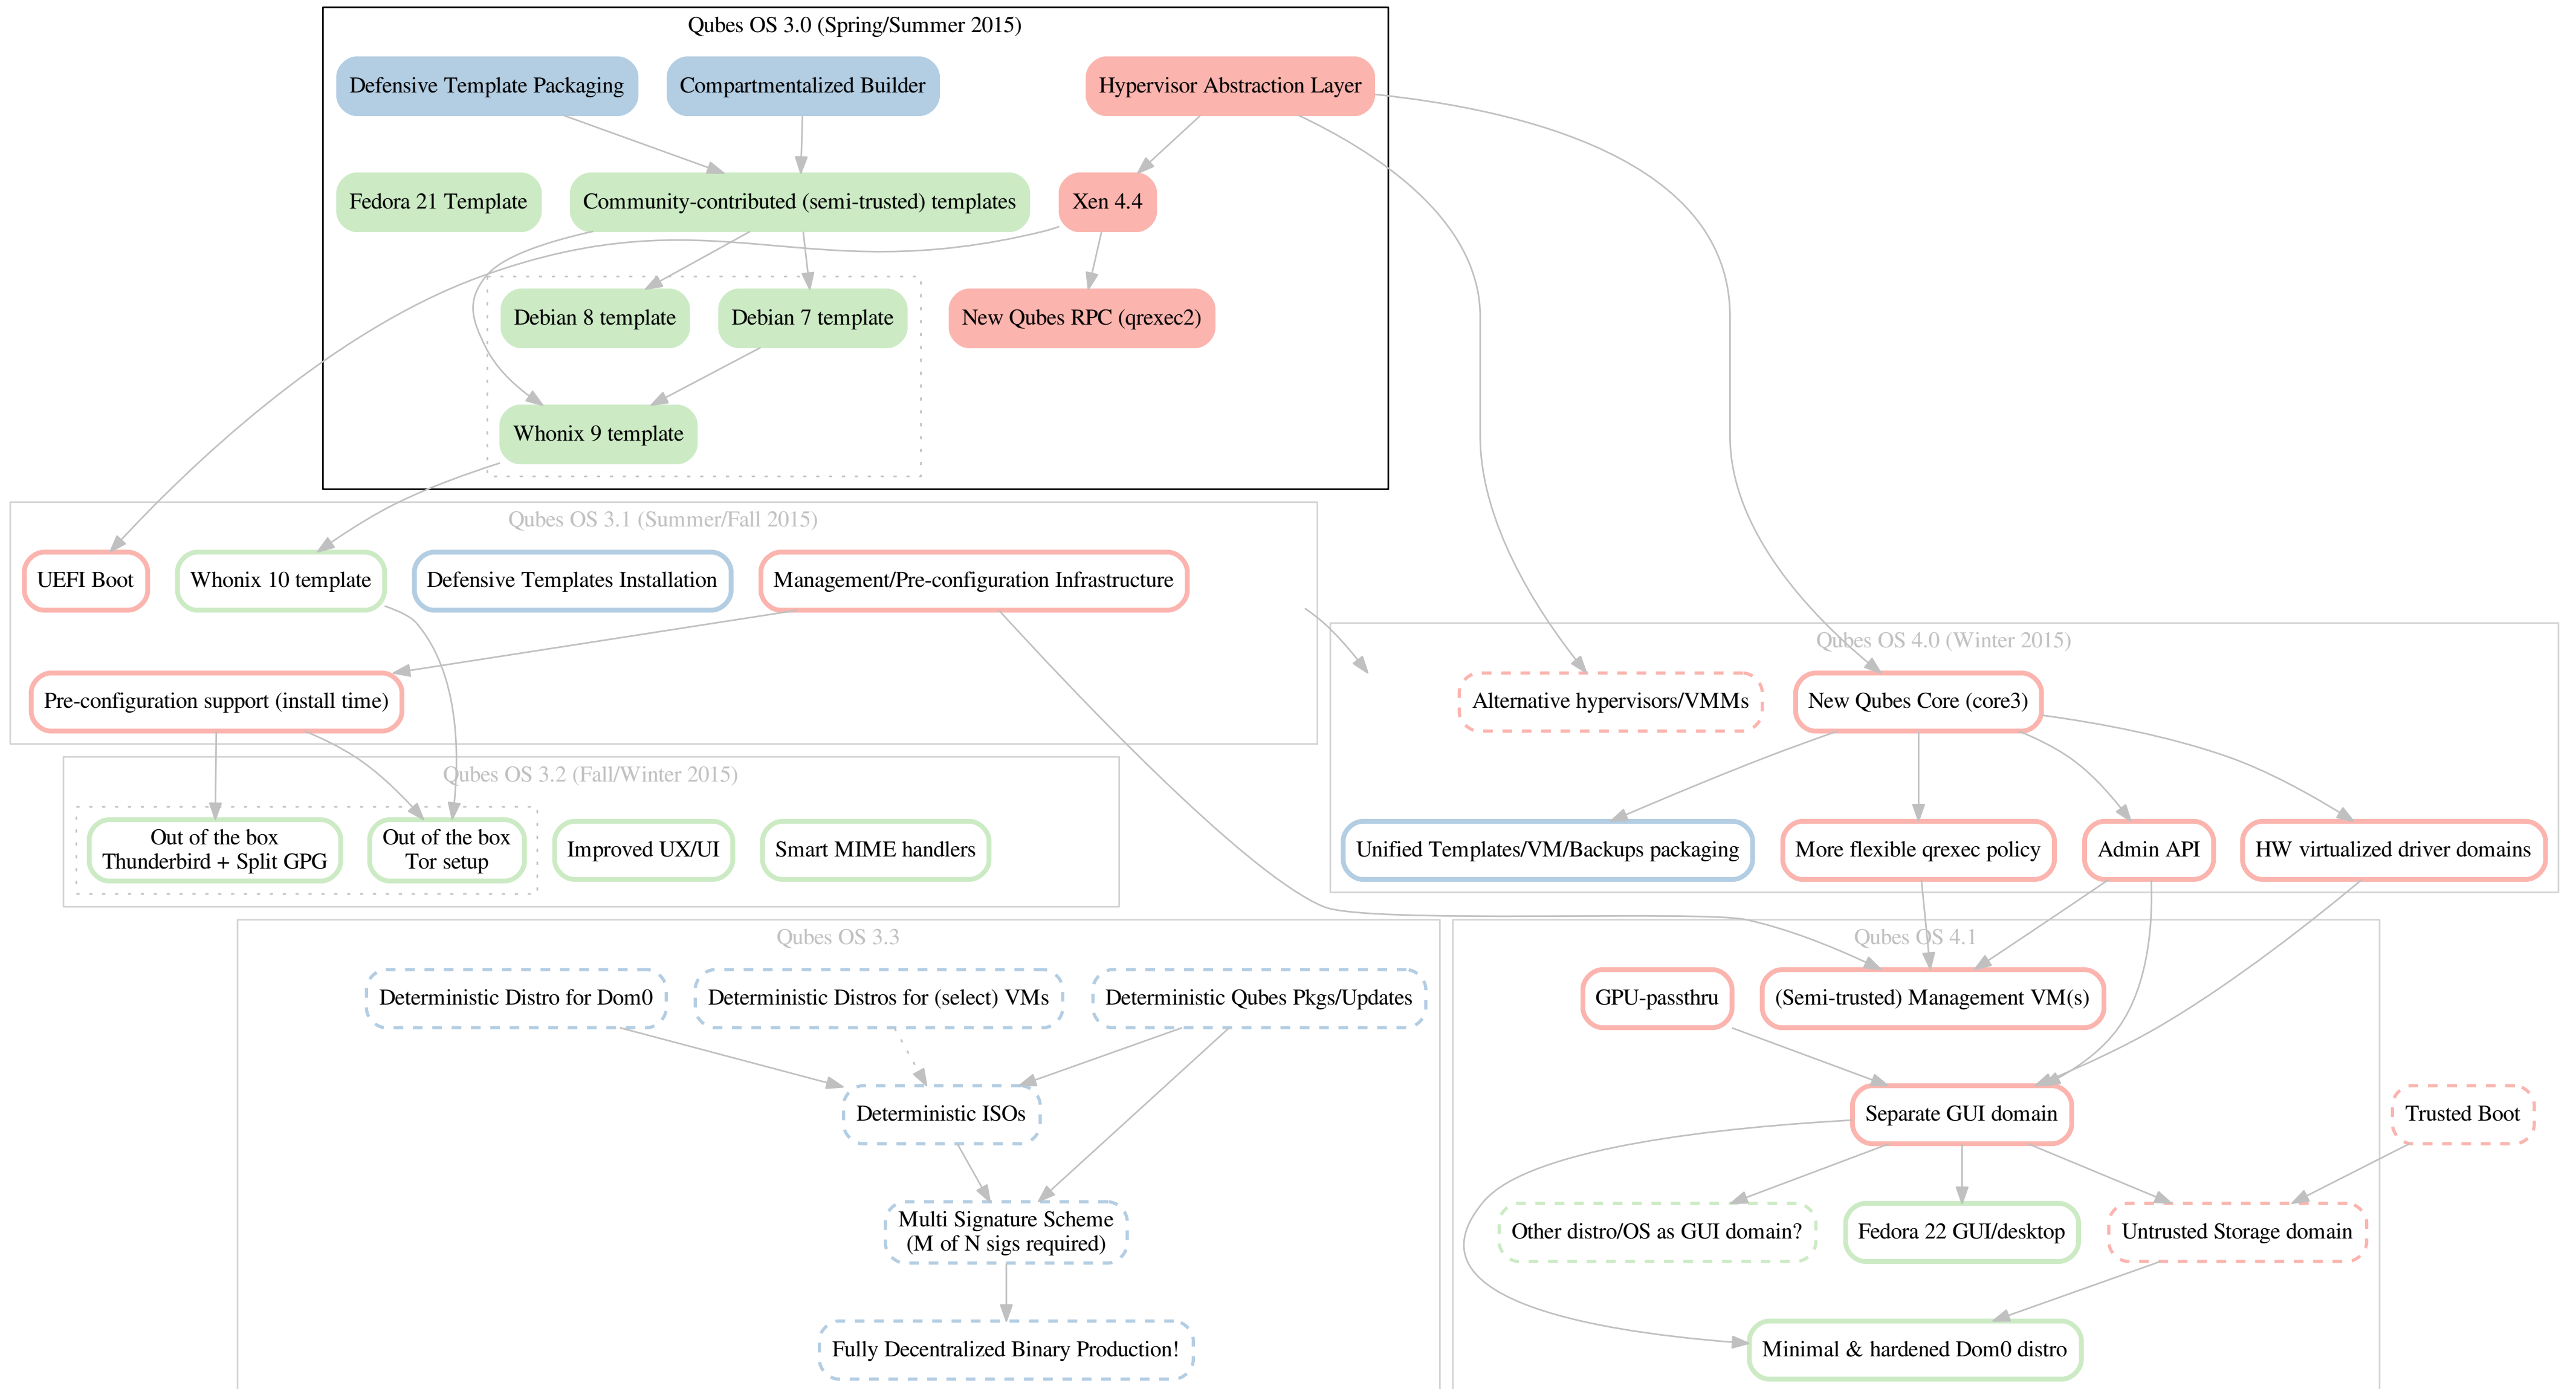 Qubes OS 3.0 (Spring/Summer 2015)
Defensive Template Packaging
Compartmentalized Builder
Hypervisor Abstraction Layer
Fedora 21 Template
Community-contributed (semi-trusted) templates
Xen 4.4
Debian 8 template
Debian 7 template
New Qubes RPC (qrexec2)
Whonix 9 template
Qubes OS 3.1 (Summer/Fall 2015)
UEFI Boot
Whonix 10 template
Defensive Templates Installation
Management/Pre-configuration Infrastructure
Pre-configuration support (install time)
Qubes OS 4.0 (Winter 2015)
Alternative hypervisors/VMMs
New Qubes Core (core3)
Unified Templates/VM/Backups packaging
More flexible qrexec policy
Admin API
HW virtualized driver domains
Qubes OS 3.2 (Fall/Winter 2015)
Out of the box
Thunderbird + Split GPG
Out of the box
Tor setup
Improved UX/UI
Smart MIME handlers
Qubes OS 3.3
Deterministic Distro for Dom0
Deterministic Distros for (select) VMs
Deterministic Qubes Pkgs/Updates
Deterministic ISOs
Multi Signature Scheme
(M of N sigs required)
Fully Decentralized Binary Production!
Qubes OS 4.1
GPU-passthru
(Semi-trusted) Management VM(s)
Separate GUI domain
Trusted Boot
Other distro/OS as GUI domain?
Fedora 22 GUI/desktop
Untrusted Storage domain
Minimal & hardened Dom0 distro